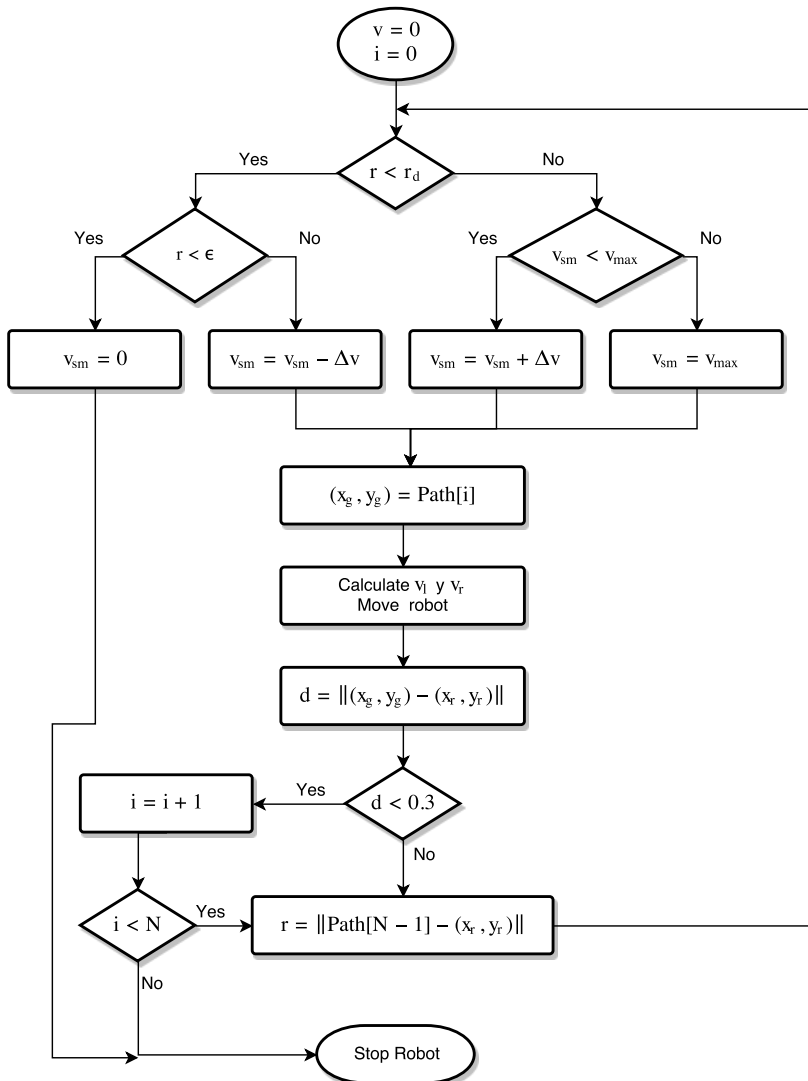 v = 0
i = 0
Yes
No
r < r_d
Yes
No
Yes
No
r < ϵ
v_sm < v_max
v_sm = 0
v_sm = v_sm − Δv
v_sm = v_sm + Δv
v_sm = v_max
(x_g, y_g) = Path[i]
Calculate v_l y v_r
Move robot
d = ||(x_g, y_g) − (x_r, y_r)||
i = i + 1
Yes
d < 0.3
No
i < N
Yes
r = ||Path[N − 1] − (x_r, y_r)||
No
Stop Robot